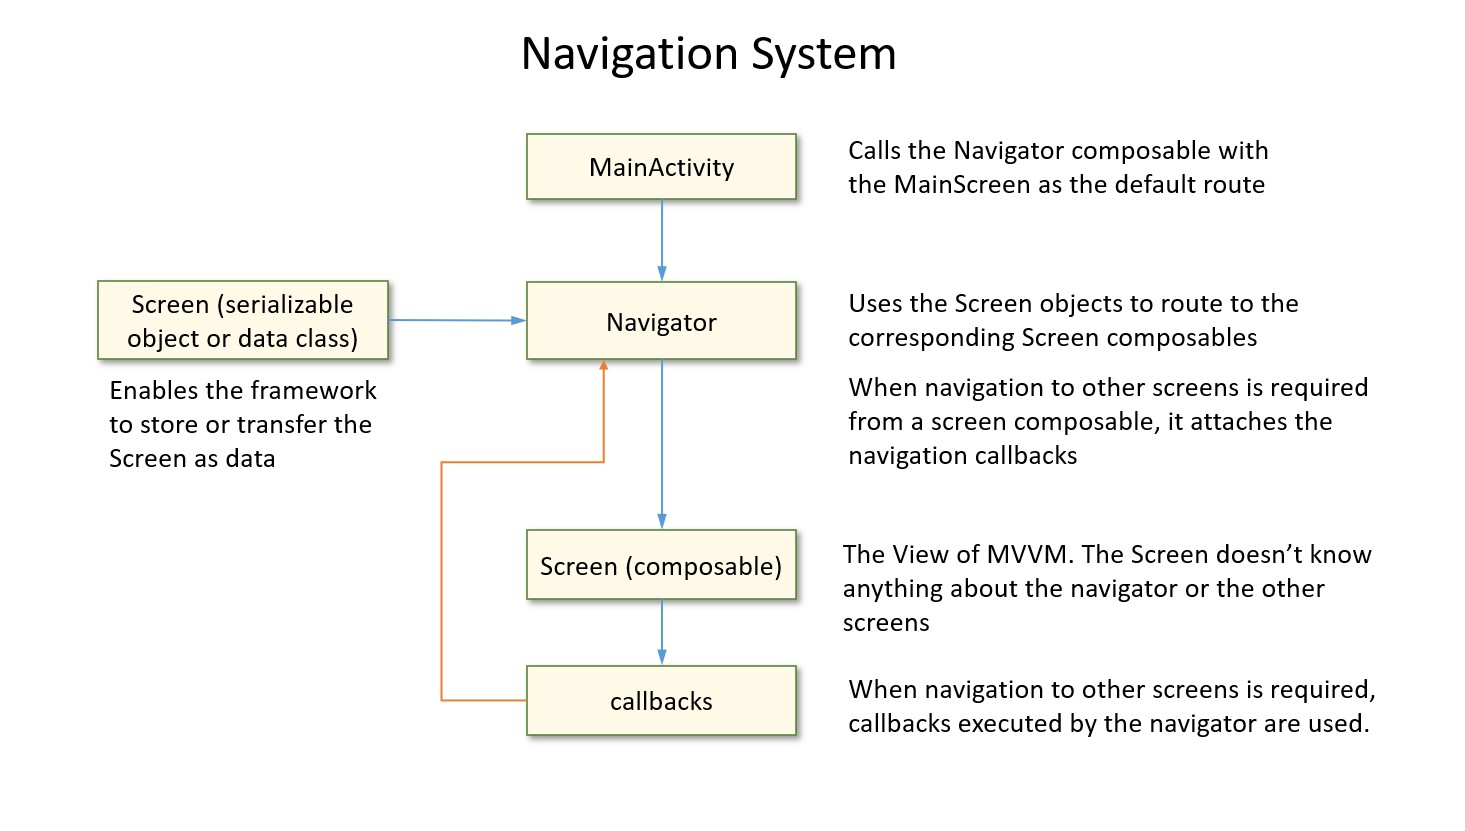 Navigation System
MainActivity
Calls the Navigator composable with
the MainScreen as the default route
Screen (serializable
object or data class)
Enables the framework
to store or transfer the
Screen as data
Navigator
Uses the Screen objects to route to the
corresponding Screen composables
When navigation to other screens is required
from a screen composable, it attaches the
navigation callbacks
Screen (composable)
The View of MVVM. The Screen doesn’t know
anything about the navigator or the other
screens
callbacks
When navigation to other screens is required,
callbacks executed by the navigator are used.